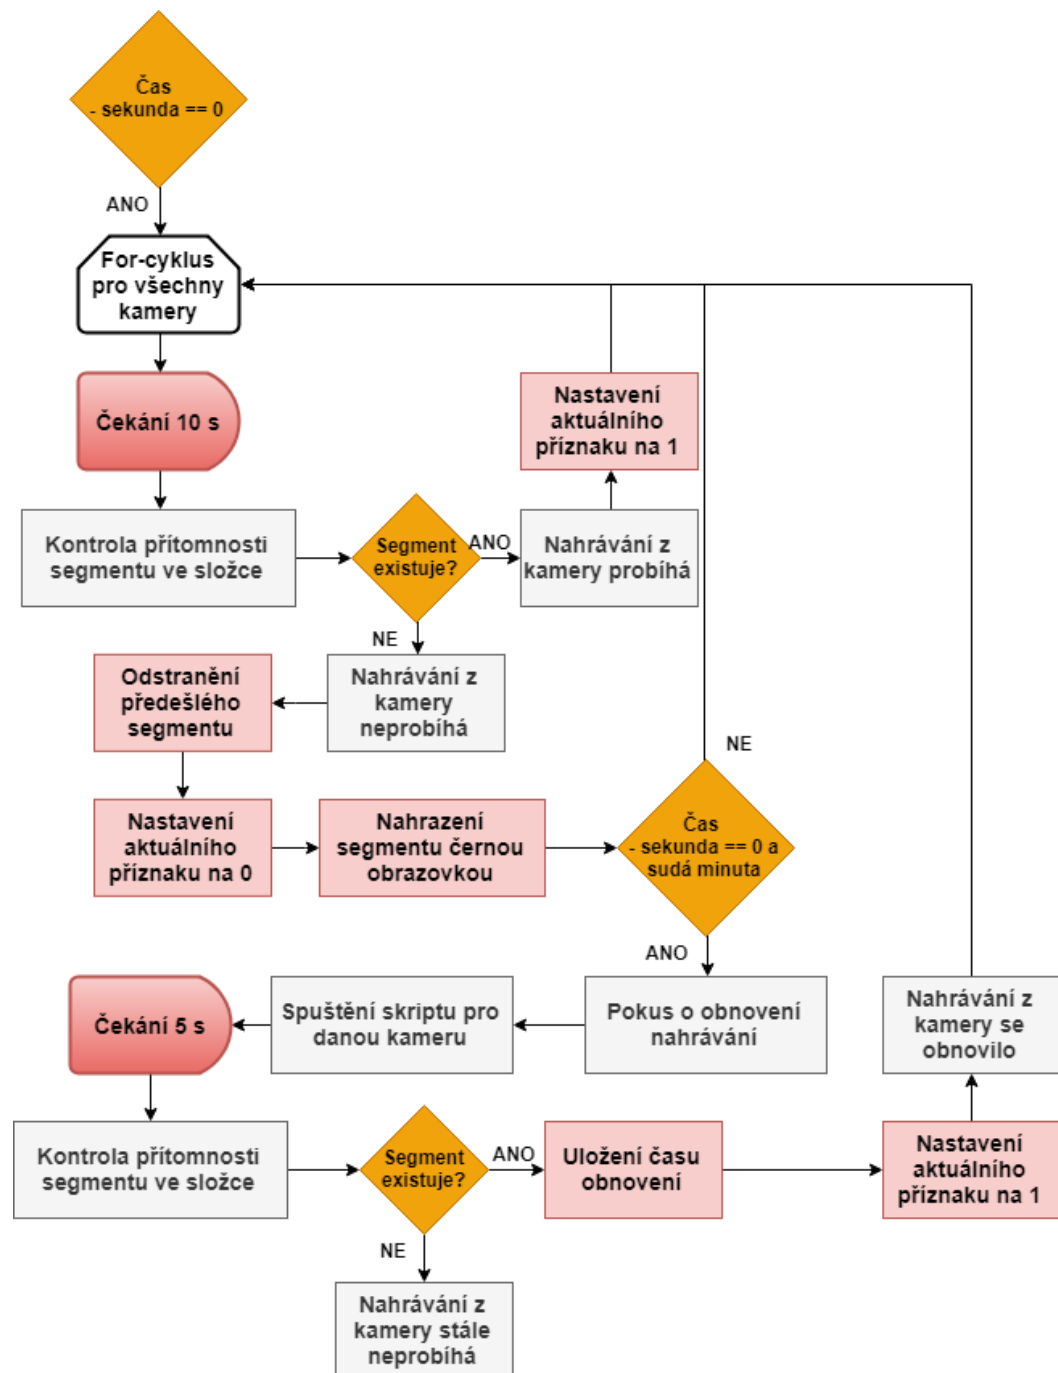 Čas
- sekunda == 0
ANO
For-cyklus
pro všechny
kamery
Čekání 10 s
Nastavení
aktuálního
příznaku na 1
Kontrola přítomnosti
segmentu ve složce
Segment
existuje?
ANO
Nahrávání z
kamery probíhá
NE
Odstranění
předešlého
segmentu
Nahrávání z
kamery
neprobíhá
NE
Nastavení
aktuálního
příznaku na 0
Nahrazení
segmentu černou
obrazovkou
Čas
- sekunda == 0 a
sudá minuta
ANO
Čekání 5 s
Spuštění skriptu pro
danou kameru
Pokus o obnovení
nahrávání
Nahrávání z
kamery se
obnovilo
Kontrola přítomnosti
segmentu ve složce
Segment
existuje?
ANO
Uložení času
obnovení
Nastavení
aktuálního
příznaku na 1
NE
Nahrávání z
kamery stále
neprobíhá